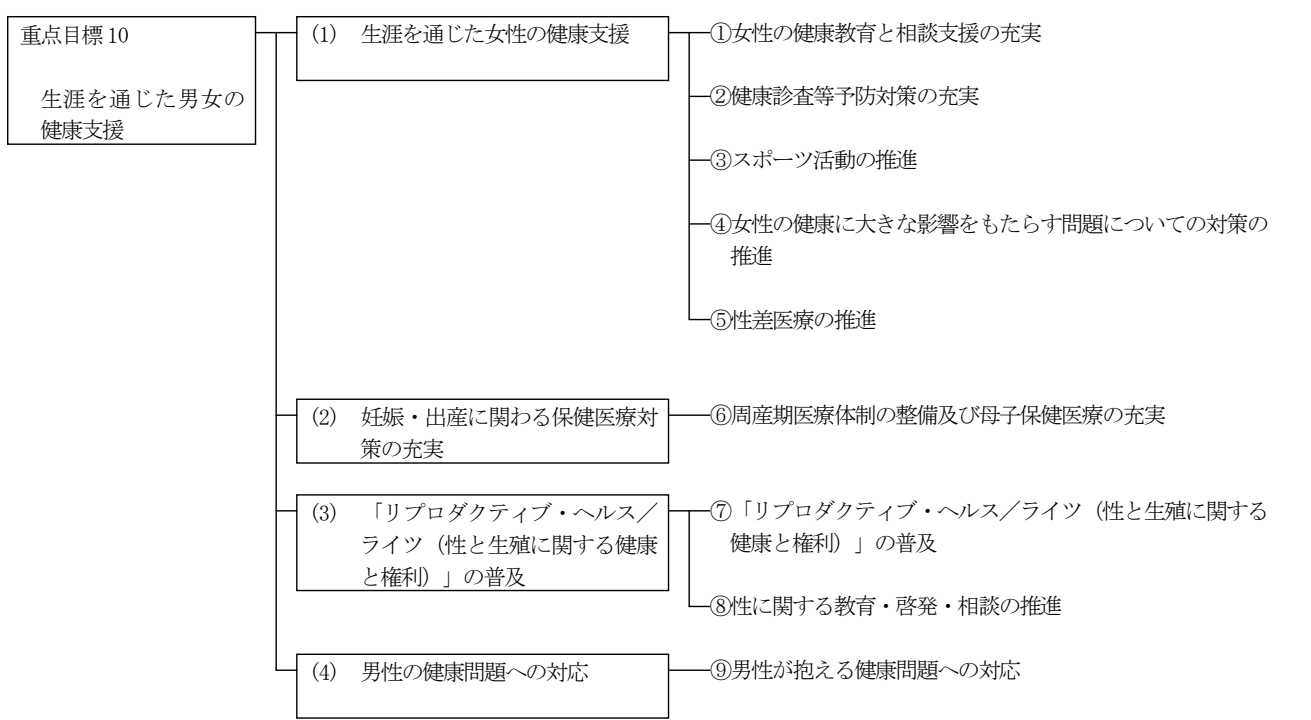 重点目標10
生涯を通じた男女の
健康支援
(1) 生涯を通じた女性の健康支援
①女性の健康教育と相談支援の充実
②健康診査等予防対策の充実
③スポーツ活動の推進
④女性の健康に大きな影響をもたらす問題についての対策の
推進
⑤性差医療の推進
(2) 妊娠・出産に関わる保健医療対
策の充実
⑥周産期医療体制の整備及び母子保健医療の充実
(3) 「リプロダクティブ・ヘルス／
ライツ（性と生殖に関する健康
と権利）」の普及
⑦「リプロダクティブ・ヘルス／ライツ（性と生殖に関する
健康と権利）」の普及
⑧性に関する教育・啓発・相談の推進
(4) 男性の健康問題への対応
⑨男性が抱える健康問題への対応